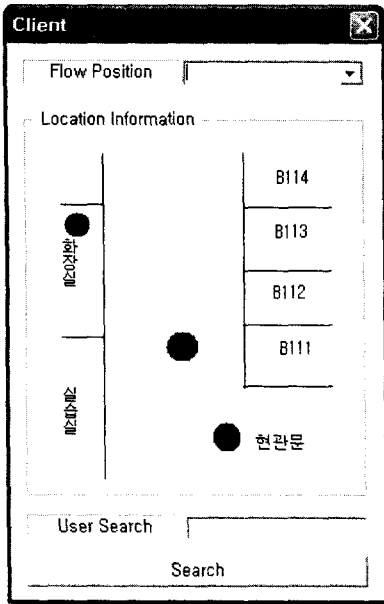 Client
Flow Position
Location Information
B114
화장실
B113
B112
B111
실습실
현관문
User Search
Search